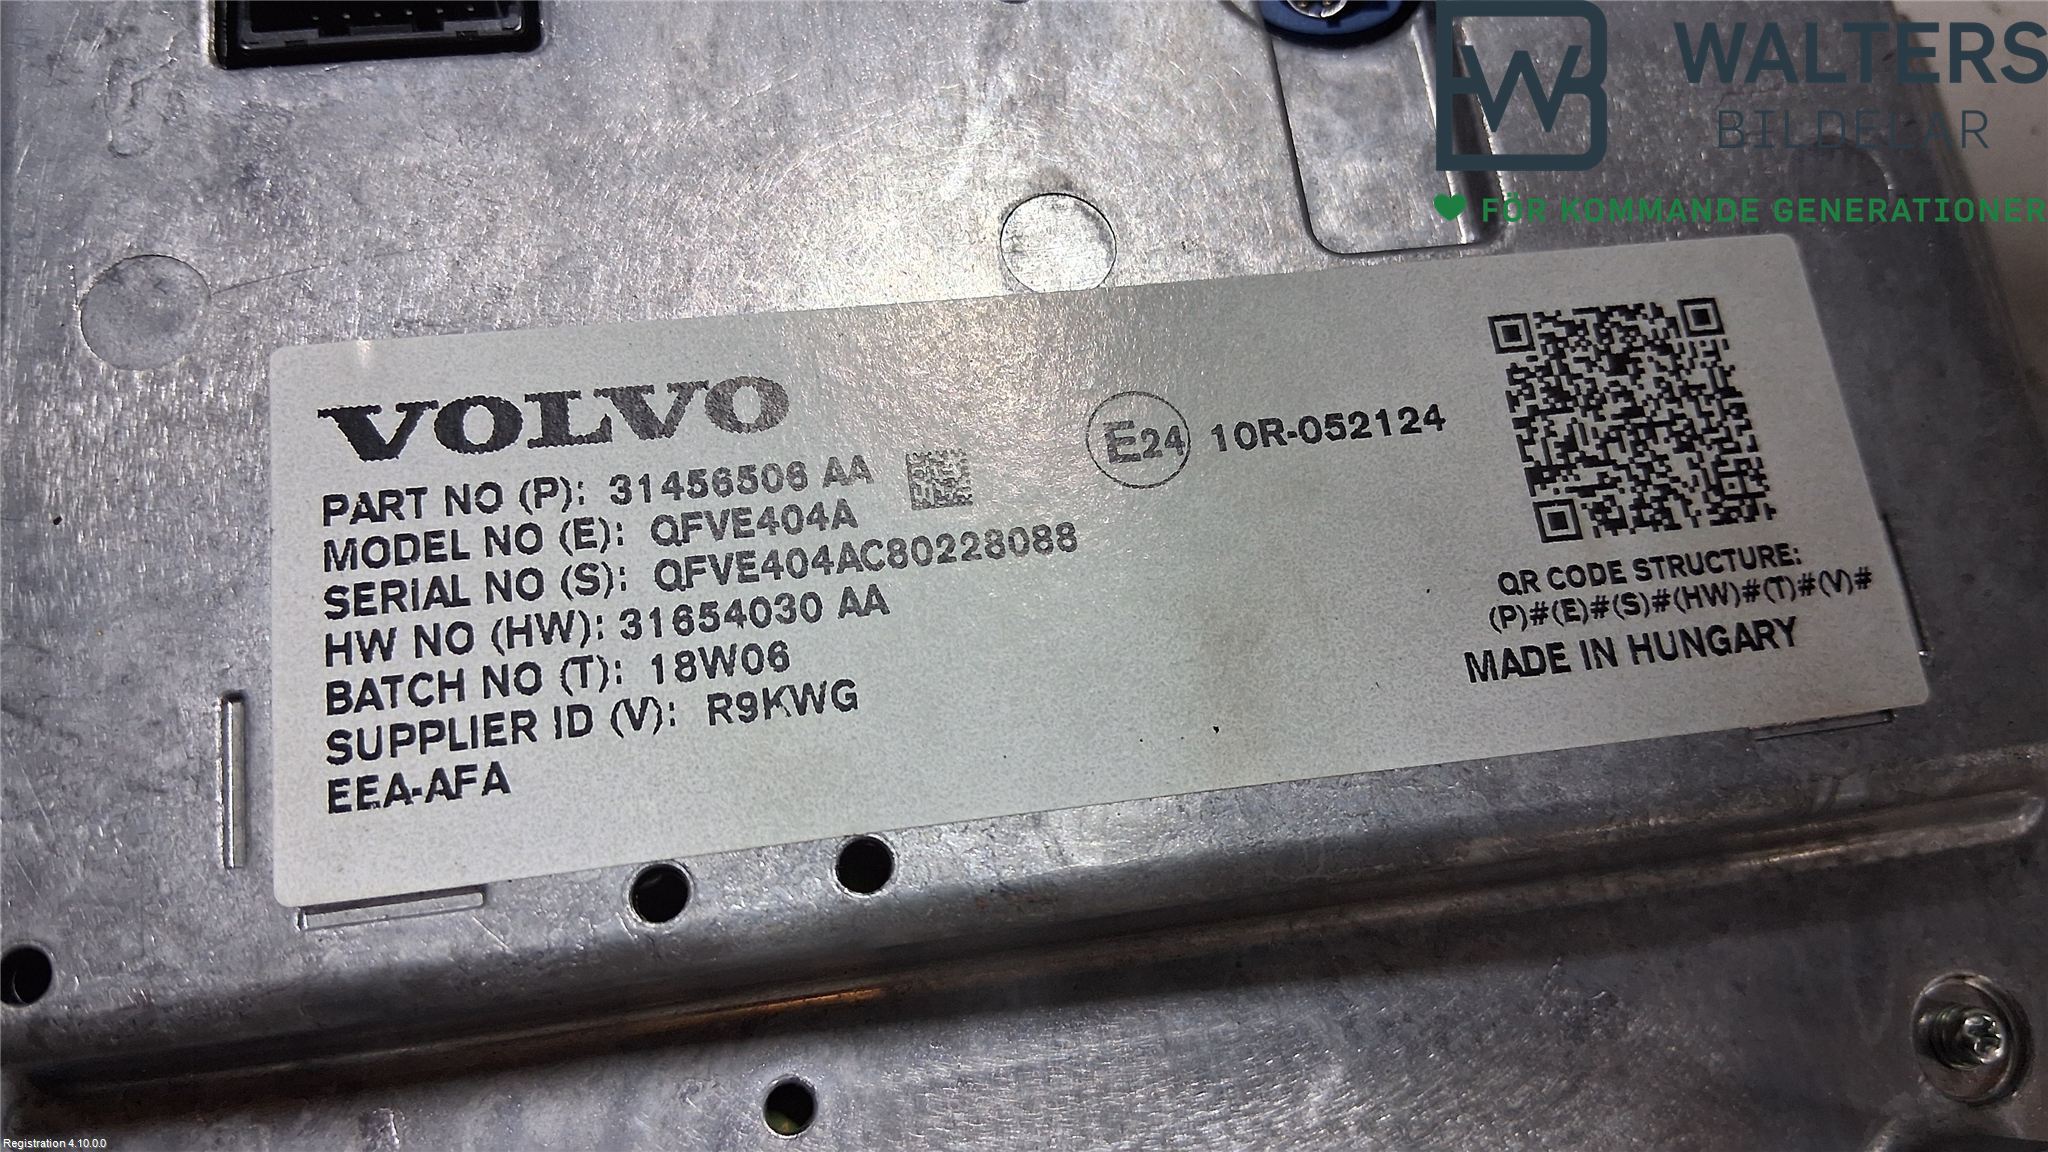 WALTERS
BILDELAR
FÖR KOMMANDE GENERATIONER
VOLVO
PART NO (P): 31456506 AA
MODEL NO (E): QFVE404A
SERIAL NO (S): QFVE404AC80228088
HW NO (HW): 31654030 AA
BATCH NO (T): 18W06
SUPPLIER ID (V): R9KWG
EEA-AFA
E24 10R-052124
QR CODE STRUCTURE:
(P)#(E)#(S)#(HW)#(T)#(V)#
MADE IN HUNGARY
Registration 4.10.0.0